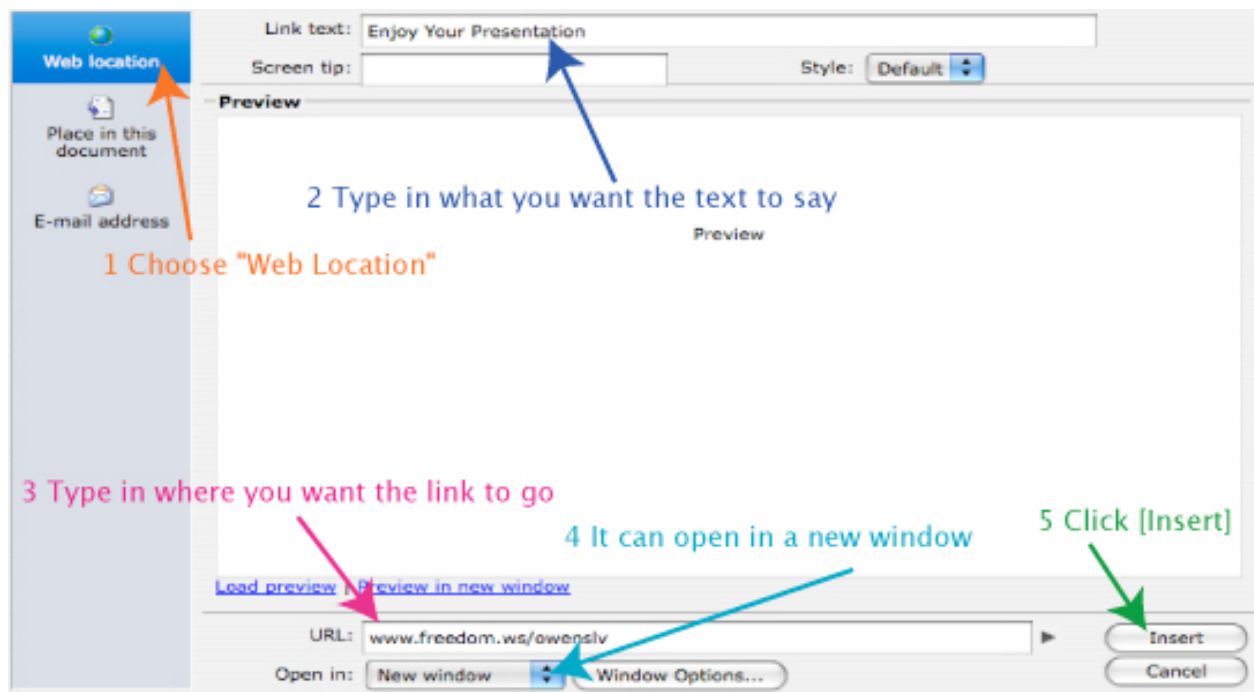 Link text: Enjoy Your Presentation
Web location
Screen tip:
Style: Default
Preview
Place in this
document
2 Type in what you want the text to say
E-mail address
Preview
1 Choose "Web Location"
3 Type in where you want the link to go
4 It can open in a new window
5 Click [Insert]
Load preview | Preview in new window
URL: www.freedom.ws/owenslv
Insert
Open in: New window
Window Options...
Cancel